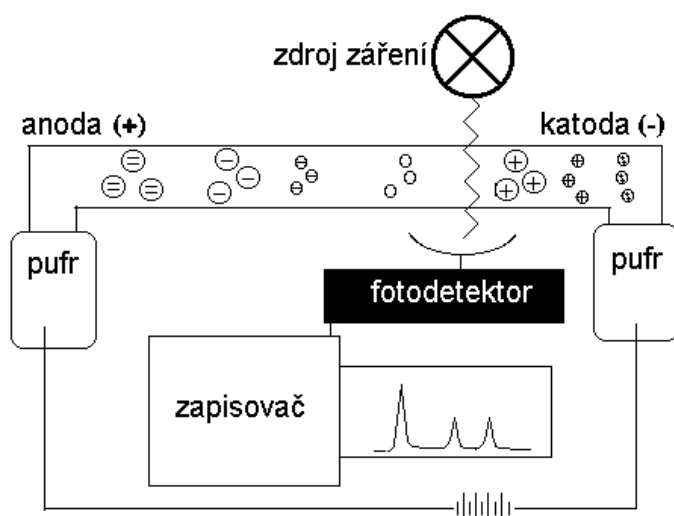 zdroj záření
anoda (+)
katoda (-)
pufr
pufr
fotodetektor
zapisovač